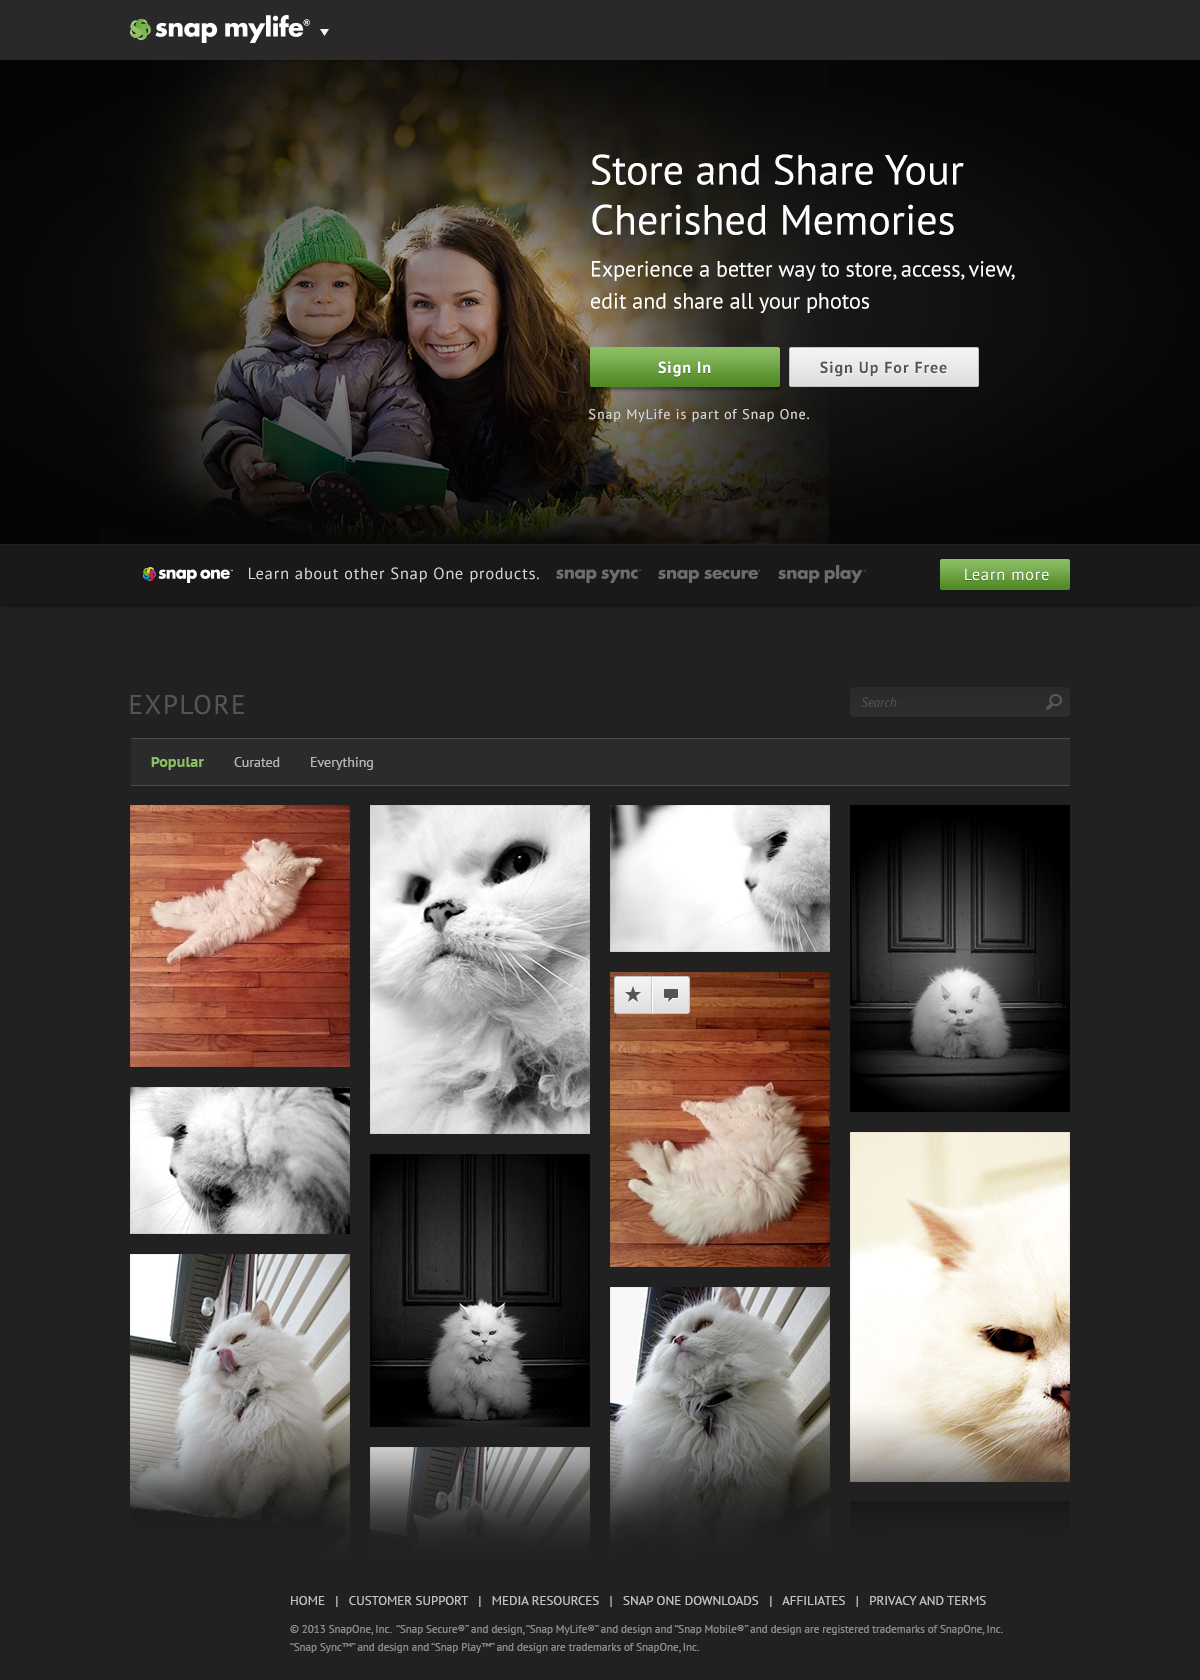 snap mylife®
Store and Share Your
Cherished Memories
Experience a better way to store, access, view,
edit and share all your photos
Sign In
Sign Up For Free
Snap MyLife is part of Snap One.
snap one™ Learn about other Snap One products. snap sync™ snap secure™ snap play™ Learn more
EXPLORE
Search
Popular Curated Everything
HOME | CUSTOMER SUPPORT | MEDIA RESOURCES | SNAP ONE DOWNLOADS | AFFILIATES | PRIVACY AND TERMS
© 2013 SnapOne, Inc. "Snap Secure®" and design, "Snap MyLife®" and design and "Snap Mobile®" and design are registered trademarks of SnapOne, Inc.
"Snap Sync™" and design and "Snap Play™" and design are trademarks of SnapOne, Inc.